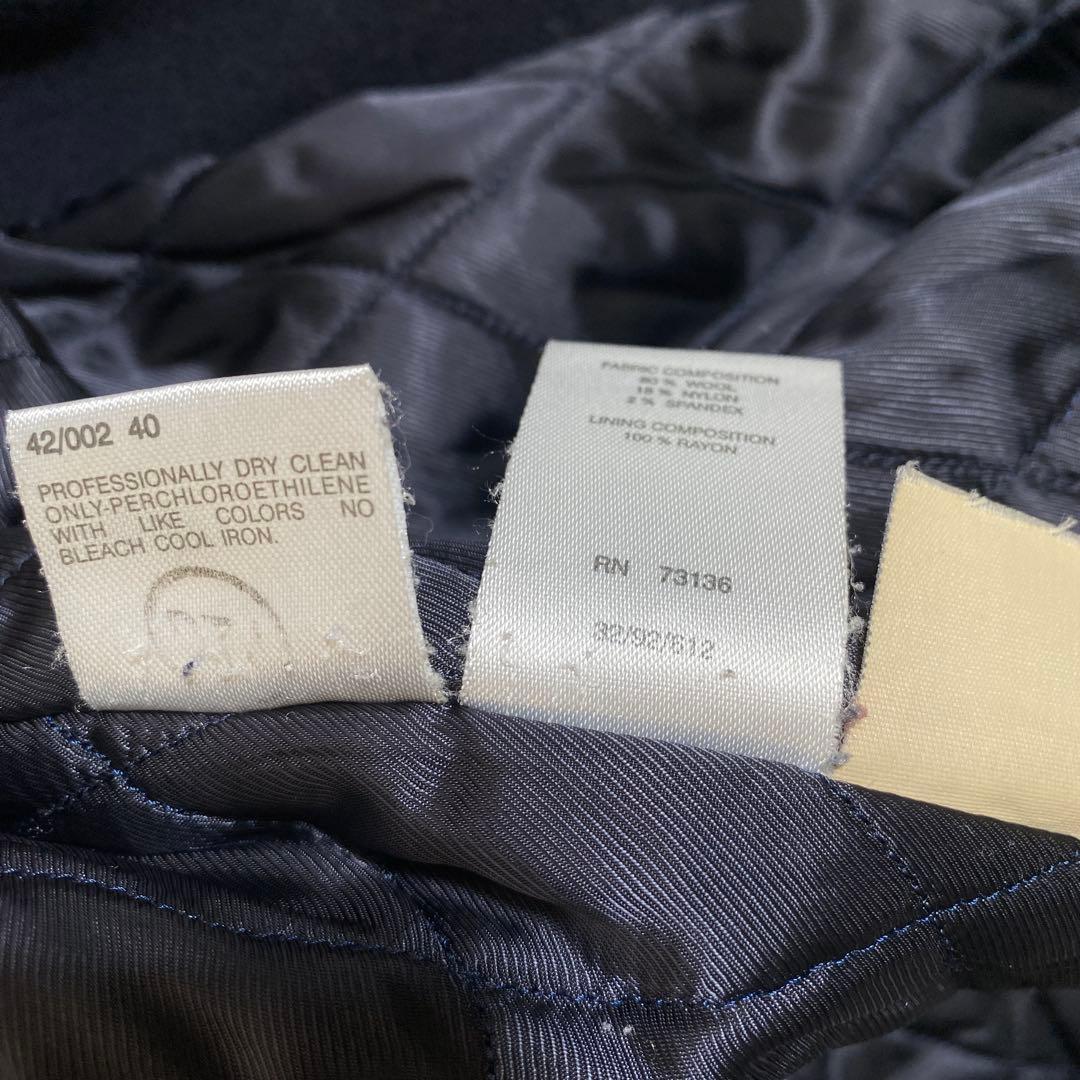 42/002 40
PROFESSIONALLY DRY CLEAN
ONLY-PERCHLOROETHILENE
WITH LIKE COLORS NO
BLEACH COOL IRON.
FABRIC COMPOSITION
80 % WOOL
18 % NYLON
2 % SPANDEX
LINING COMPOSITION
100 % RAYON
RN 73136
32/92/612